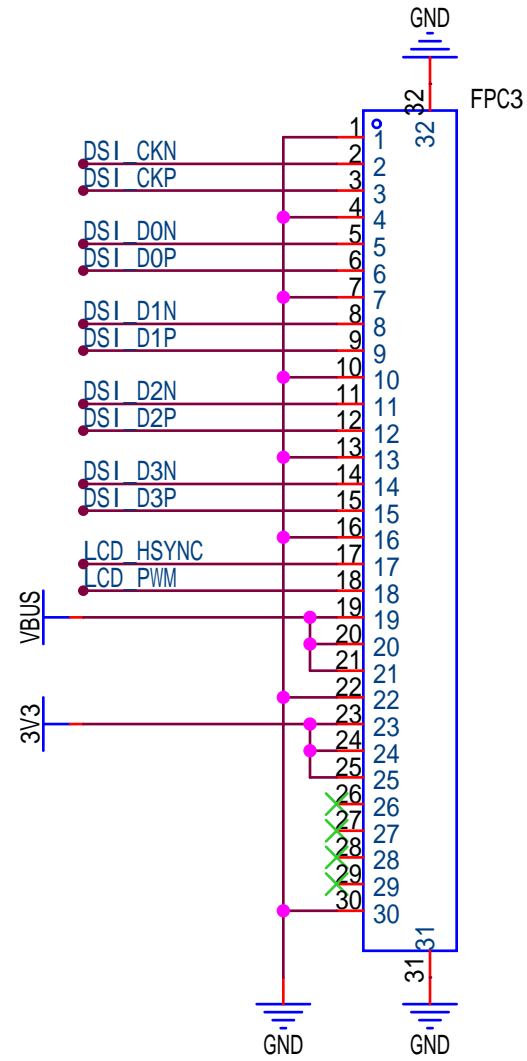 GND
32
32
FPC3
1 1
DSI_CKN 2 2
DSI_CKP 3 3
4 4
DSI_D0N 5 5
DSI_D0P 6 6
7 7
DSI_D1N 8 8
DSI_D1P 9 9
10 10
DSI_D2N 11 11
DSI_D2P 12 12
13 13
DSI_D3N 14 14
DSI_D3P 15 15
16 16
LCD_HSYNC 17 17
LCD_PWM 18 18
VBUS 19 19
20 20
21 21
22 22
3V3 23 23
24 24
25 25
26 26
27 27
28 28
29 29
30 30
31
31
GND GND